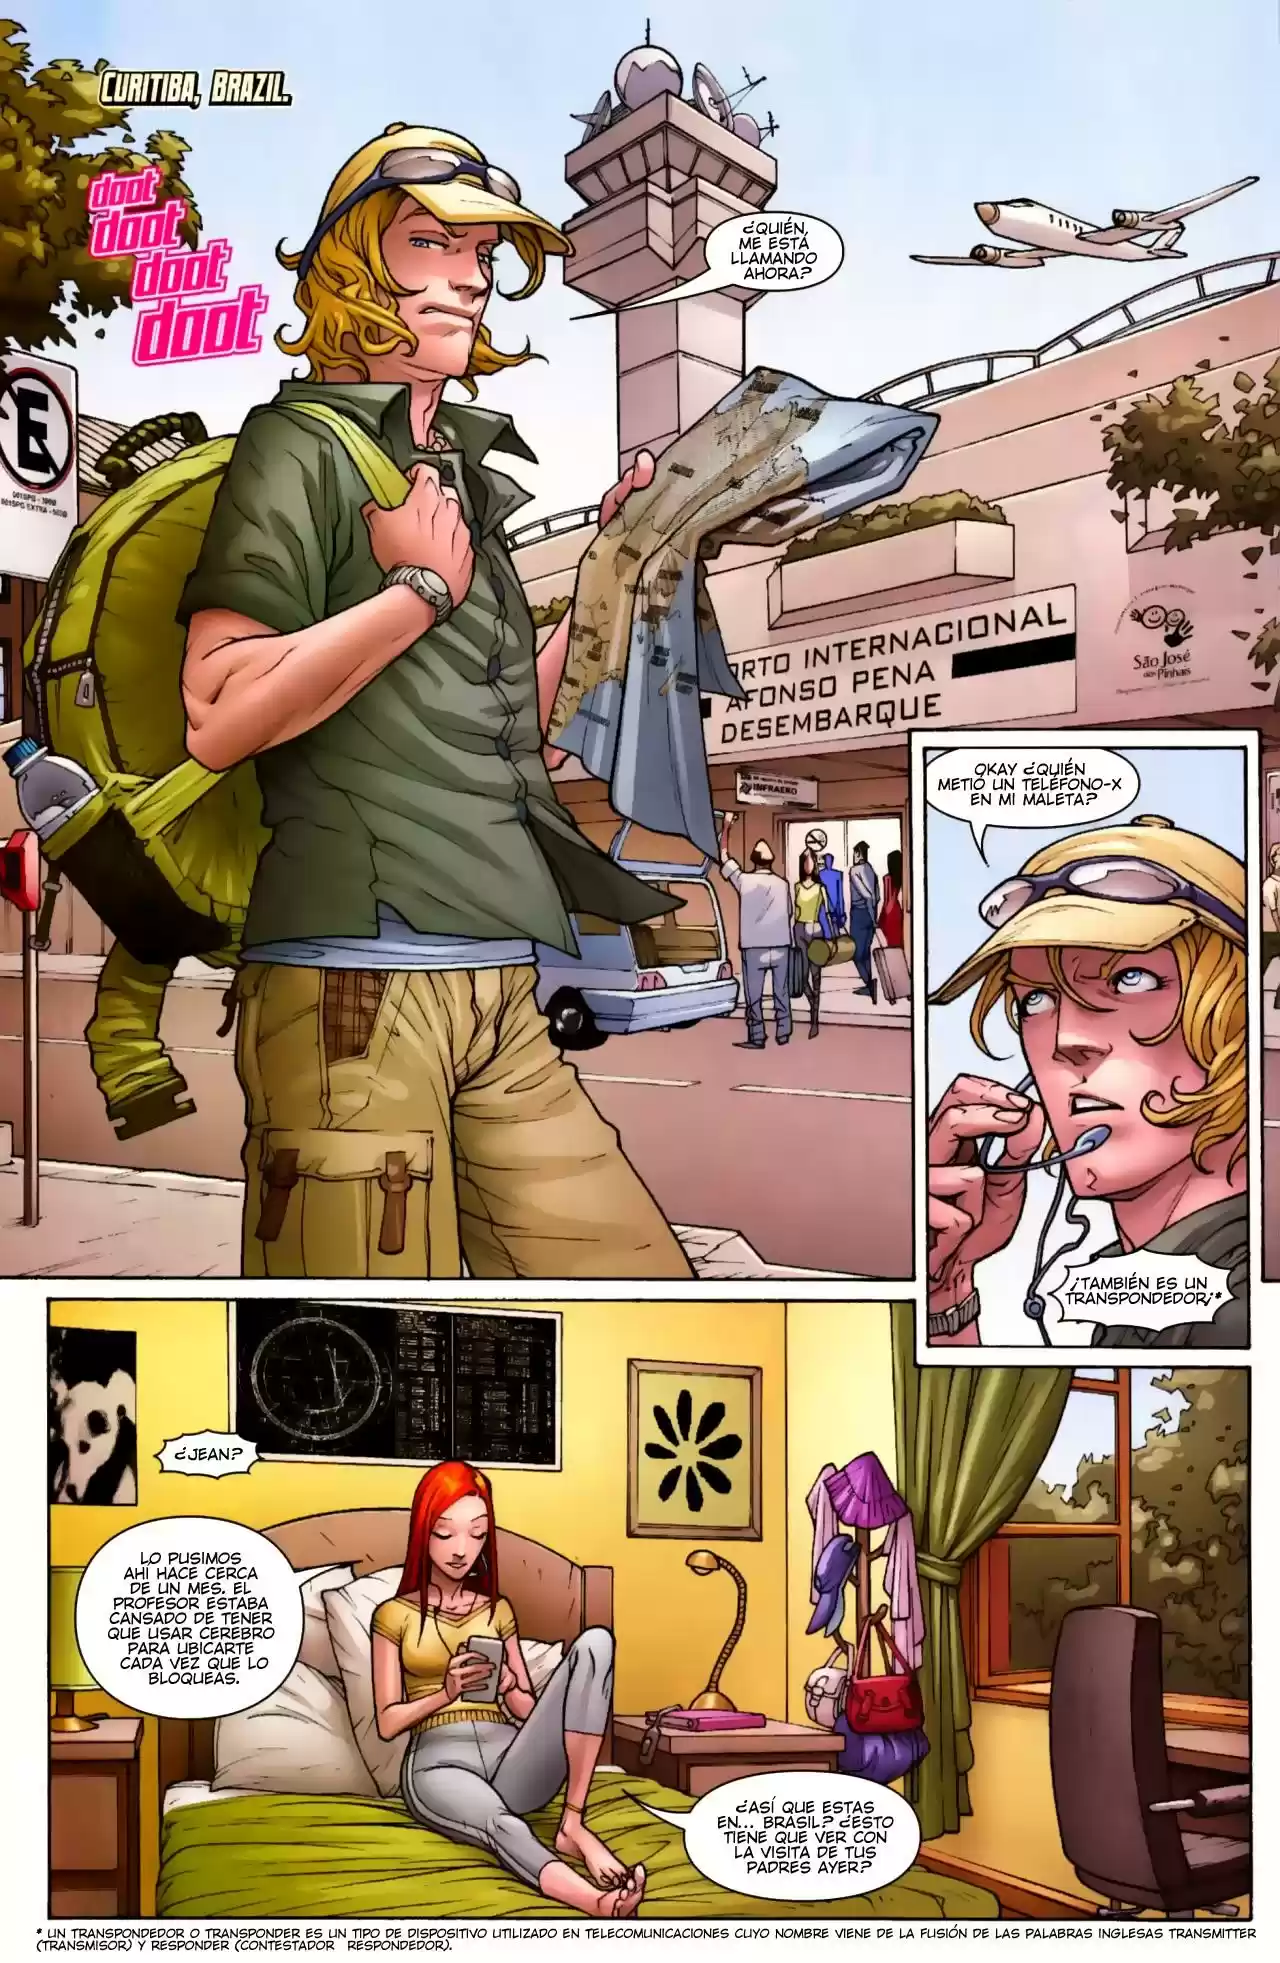 CURITIBA, BRAZIL.
doot
doot
doot
doot
¿QUIÉN,
ME ESTÁ
LLAMANDO
AHORA?
E
ORTO INTERNACIONAL
AFONSO PENA
DESEMBARQUE
São José
dos Pinhais
INFRAERO
OKAY ¿QUIÉN
METIO UN TELÉFONO-X
EN MI MALETA?
¡TAMBIÉN ES UN
TRANSPONDEDOR¡*
¿JEAN?
LO PUSIMOS
AHI HACE CERCA
DE UN MES. EL
PROFESOR ESTABA
CANSADO DE TENER
QUE USAR CEREBRO
PARA UBICARTE
CADA VEZ QUE LO
BLOQUEAS.
¿ASÍ QUE ESTAS
EN... BRASIL? ¿ESTO
TIENE QUE VER CON
LA VISITA DE TUS
PADRES AYER?
* UN TRANSPONDEDOR O TRANSPONDER ES UN TIPO DE DISPOSITIVO UTILIZADO EN TELECOMUNICACIONES CUYO NOMBRE VIENE DE LA FUSIÓN DE LAS PALABRAS INGLESAS TRANSMITTER
(TRANSMISOR) Y RESPONDER (CONTESTADOR RESPONDEDOR).